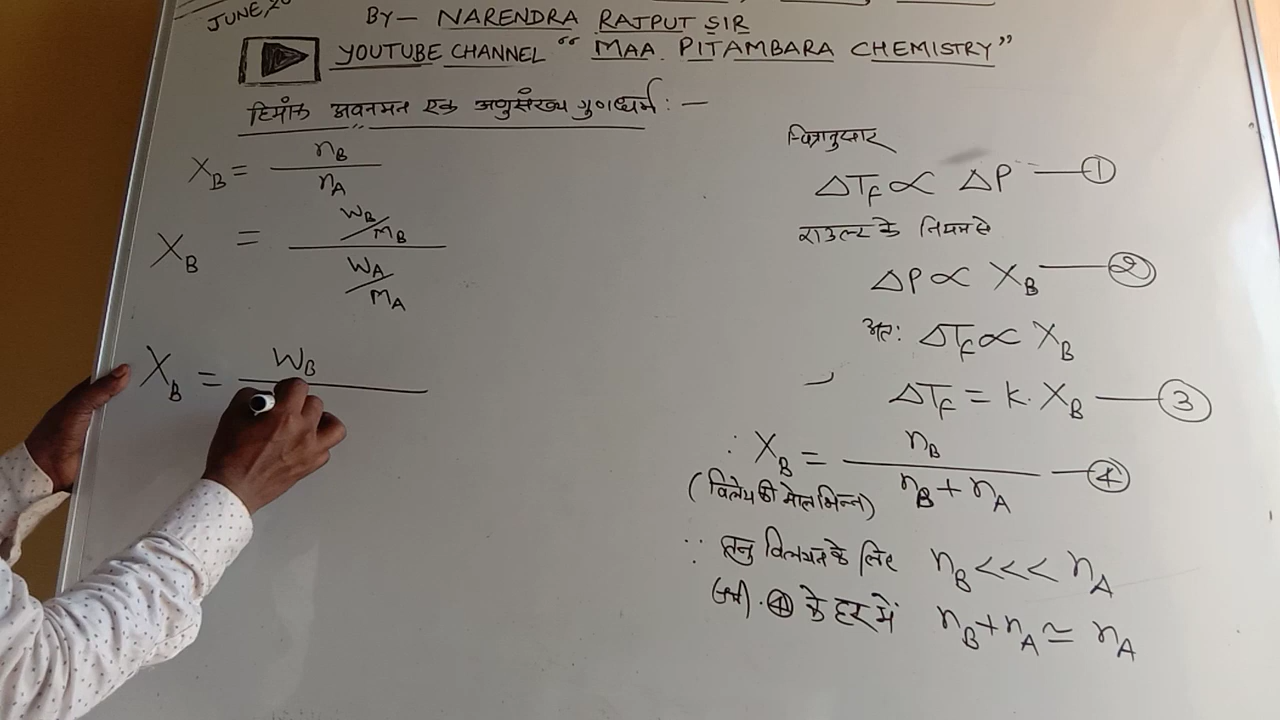 JUNE
BY— NARENDRA RAJPUT SIR
YOUTUBE CHANNEL “ MAA PITAMBARA CHEMISTRY”
हिमांक अवनमन एक अणुसंख्य गुणधर्म : —
X_B = n_B / n_A
X_B = (W_B/M_B) / (W_A/M_A)
X_B = W_B
चित्रानुसार
ΔT_f ∝ ΔP —①
राउल्ट के नियम से
ΔP ∝ X_B —②
अतः ΔT_f ∝ X_B
ΔT_f = K. X_B —③
∵ X_B = n_B / (n_B + n_A) —④
(विलेय की मोल भिन्न)
∵ तनु विलयन के लिए n_B <<< n_A
④ के हर में n_B + n_A ≃ n_A